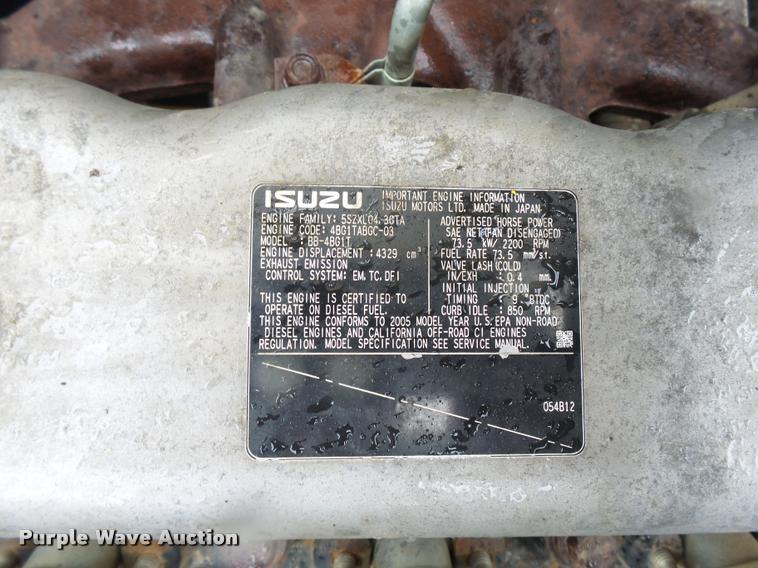 ISUZU
IMPORTANT ENGINE INFORMATION
ISUZU MOTORS LTD. MADE IN JAPAN
ENGINE FAMILY: 5SZXL04.3GTA
ENGINE CODE: 4BG1TABGC-03
MODEL: BB-4BG1T
ENGINE DISPLACEMENT: 4329 cm³
EXHAUST EMISSION
CONTROL SYSTEM: EM, TC, DFI
THIS ENGINE IS CERTIFIED TO
OPERATE ON DIESEL FUEL.
ADVERTISED HORSE POWER
SAE NET(FAN DISENGAGED)
73.5 kW/ 2200 RPM
FUEL RATE 73.5 mm³/st.
VALVE LASH(COLD)
IN/EXH : 0.4 mm
INITIAL INJECTION
TIMING : 9 °BTDC
CURB IDLE : 850 RPM
THIS ENGINE CONFORMS TO 2005 MODEL YEAR U.S. EPA NON-ROAD
DIESEL ENGINES AND CALIFORNIA OFF-ROAD CI ENGINES
REGULATION. MODEL SPECIFICATION SEE SERVICE MANUAL.
054B12
Purple Wave Auction